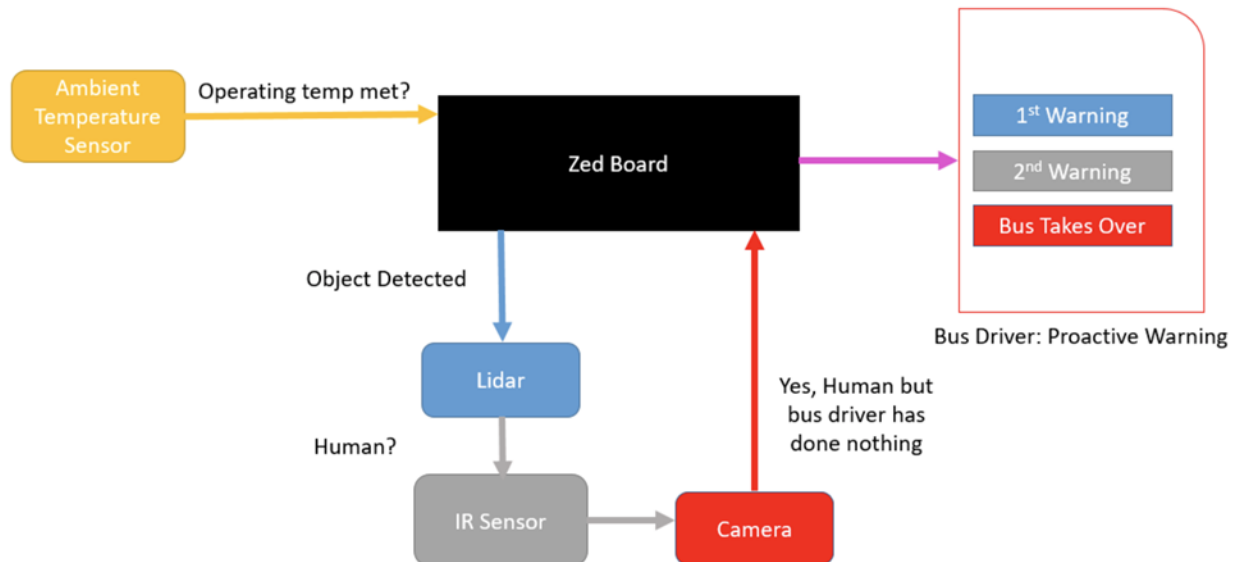 Ambient
Temperature
Sensor
Operating temp met?
Zed Board
1st Warning
2nd Warning
Bus Takes Over
Bus Driver: Proactive Warning
Object Detected
Lidar
Human?
IR Sensor
Camera
Yes, Human but
bus driver has
done nothing